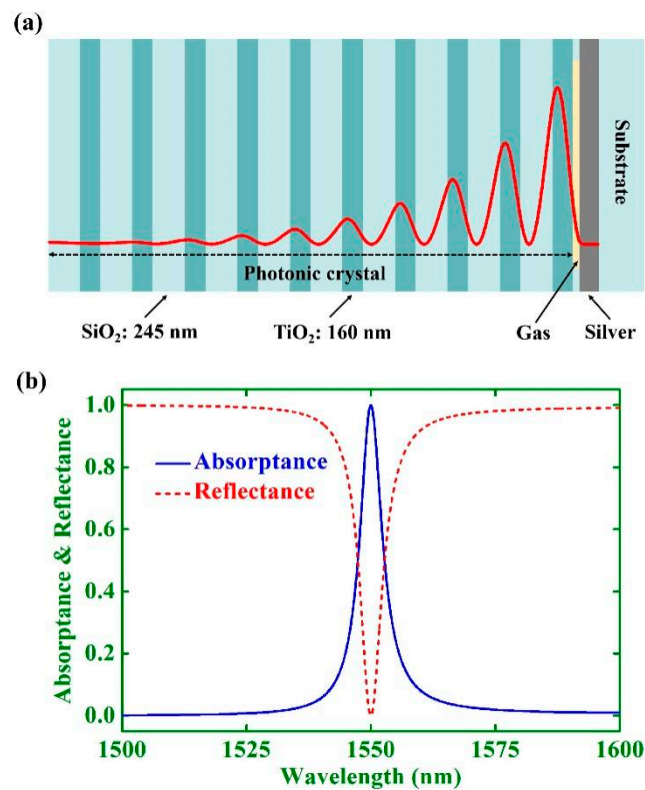 (a)
Substrate
Photonic crystal
SiO₂: 245 nm
TiO₂: 160 nm
Gas
Silver
(b)
1.0
0.8
0.6
0.4
0.2
0.0
Absorptance & Reflectance
Absorptance
Reflectance
1500
1525
1550
1575
1600
Wavelength (nm)